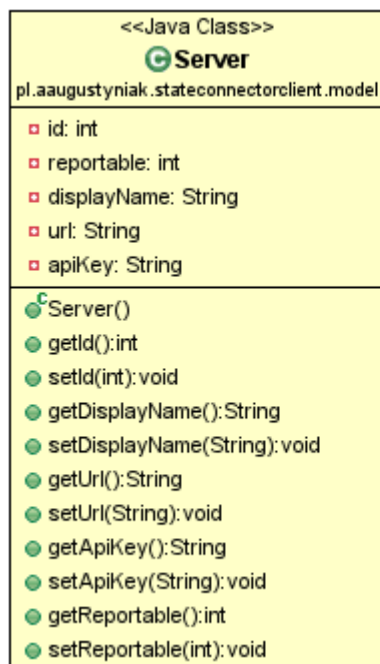 <<Java Class>>
C Server
pl.aaugustyniak.stateconnectorclient.model
id: int
reportable: int
displayName: String
url: String
apiKey: String
C Server()
getId():int
setId(int):void
getDisplayName():String
setDisplayName(String):void
getUrl():String
setUrl(String):void
getApiKey():String
setApiKey(String):void
getReportable():int
setReportable(int):void